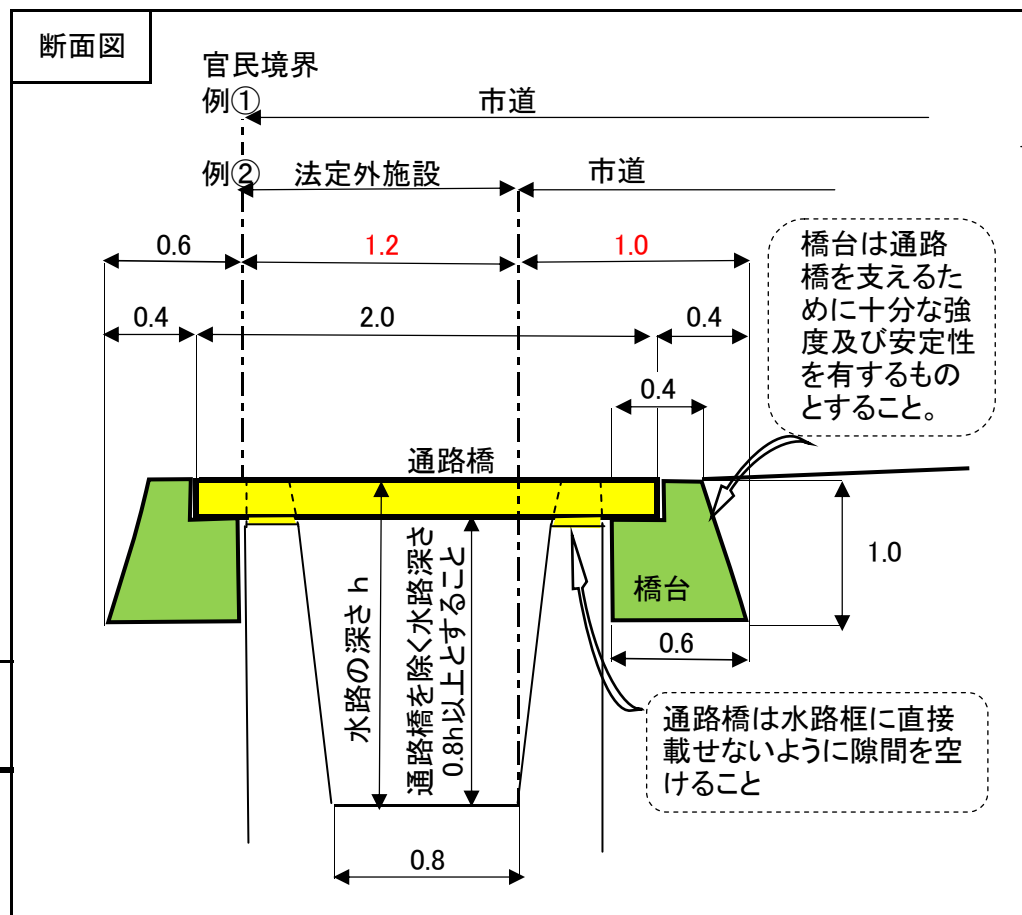 断面図
官民境界
例①
市道
例②
法定外施設
市道
0.6
1.2
1.0
0.4
2.0
0.4
橋台は通路
橋を支えるた
めに十分な強
度及び安定性
を有するもの
とすること。
0.4
通路橋
水路の深さｈ
通路橋を除く水路深さ
0.8h以上とすること
1.0
橋台
0.6
通路橋は水路框に直接
載せないように隙間を空
けること
0.8